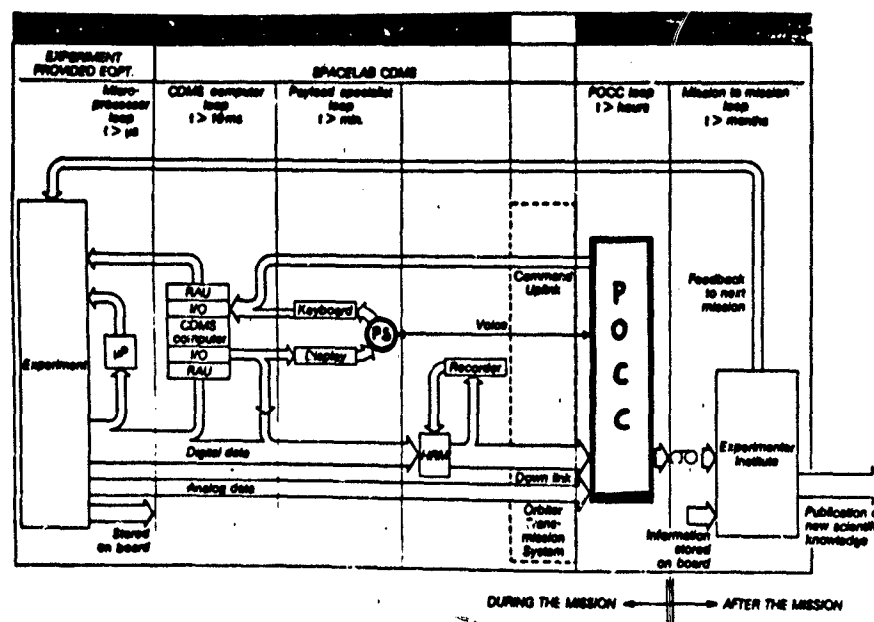 EXPERIMENT
PROVIDED EQPT.
SPACELAB CDMS
Micro-
processor
loop
t > µs
CDMS computer
loop
t > 10ms
Payload specialist
loop
t > min.
POCC loop
t > hours
Mission to mission
loop
t > months
Experiment
µP
RAU
I/O
CDMS
computer
I/O
RAU
Keyboard
Display
PS
Voice
Command
Uplink
Recorder
HRM
Digital data
Analog data
Down link
Stored
on board
Orbiter
Trans-
mission
System
P
O
C
C
Feedback
to next
mission
Experimenter
Institute
Information
stored
on board
Publication
new scientif
knowledge
DURING THE MISSION
AFTER THE MISSION